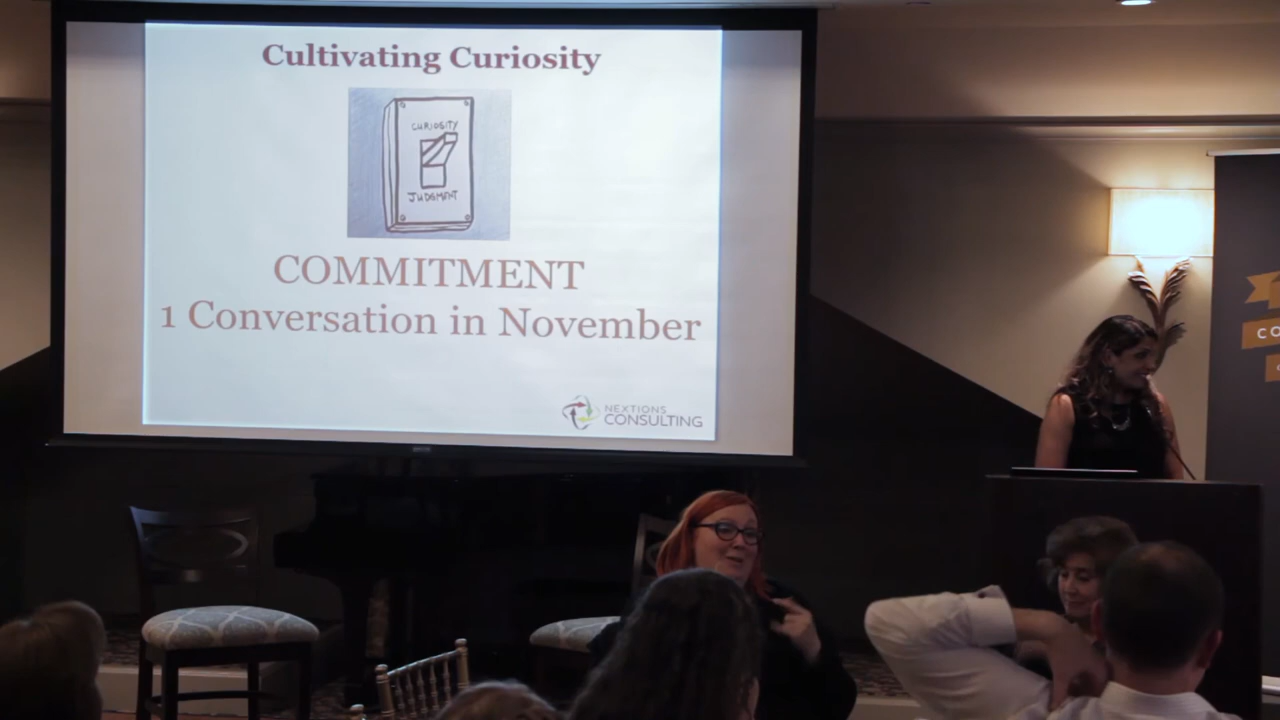 Cultivating Curiosity
CURIOSITY
JUDGMENT
COMMITMENT
1 Conversation in November
NEXTIONS
CONSULTING